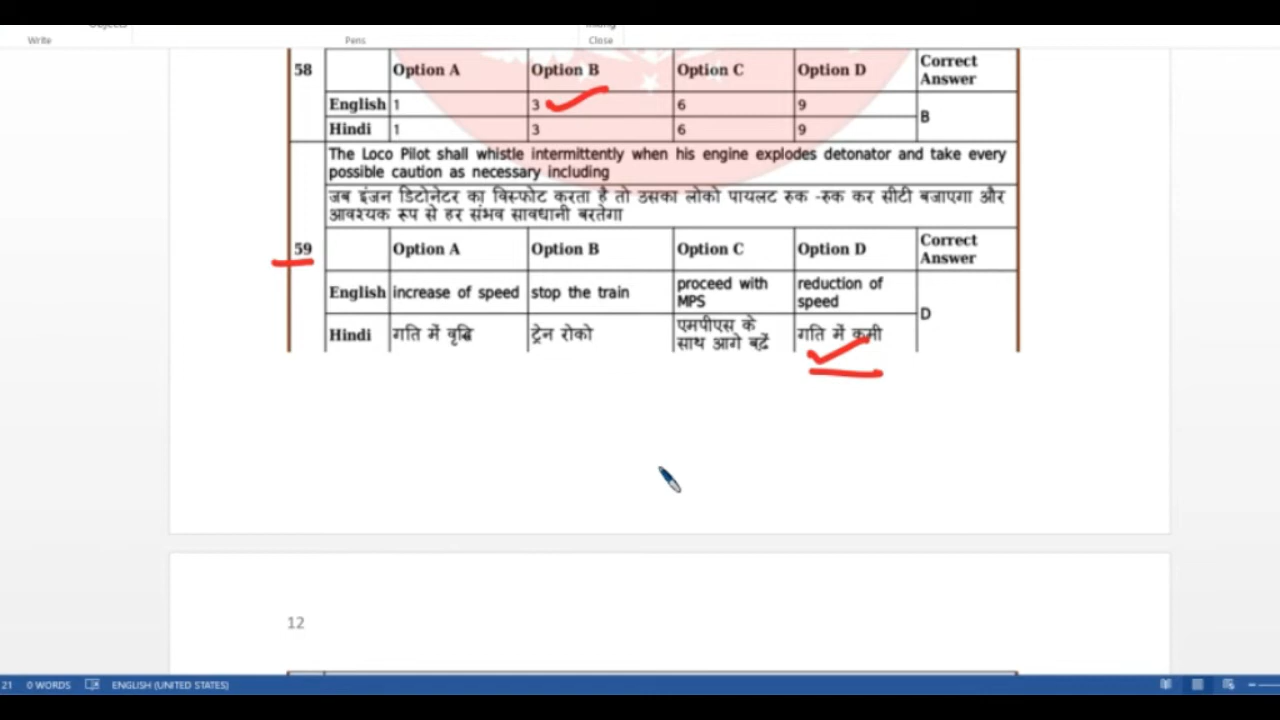 Write
Pens
Close
58 Option A Option B Option C Option D Correct Answer
English 1 3 6 9 B
Hindi 1 3 6 9
The Loco Pilot shall whistle intermittently when his engine explodes detonator and take every
possible caution as necessary including
जब इंजन डिटोनेटर का विस्फोट करता है तो उसका लोको पायलट रुक -रुक कर सीटी बजाएगा और
आवश्यक रूप से हर संभव सावधानी बरतेगा
59 Option A Option B Option C Option D Correct Answer
English increase of speed stop the train proceed with MPS reduction of speed D
Hindi गति में वृद्धि ट्रेन रोको एमपीएस के साथ आगे बढ़ें गति में कमी
12
21 0 WORDS ENGLISH (UNITED STATES)